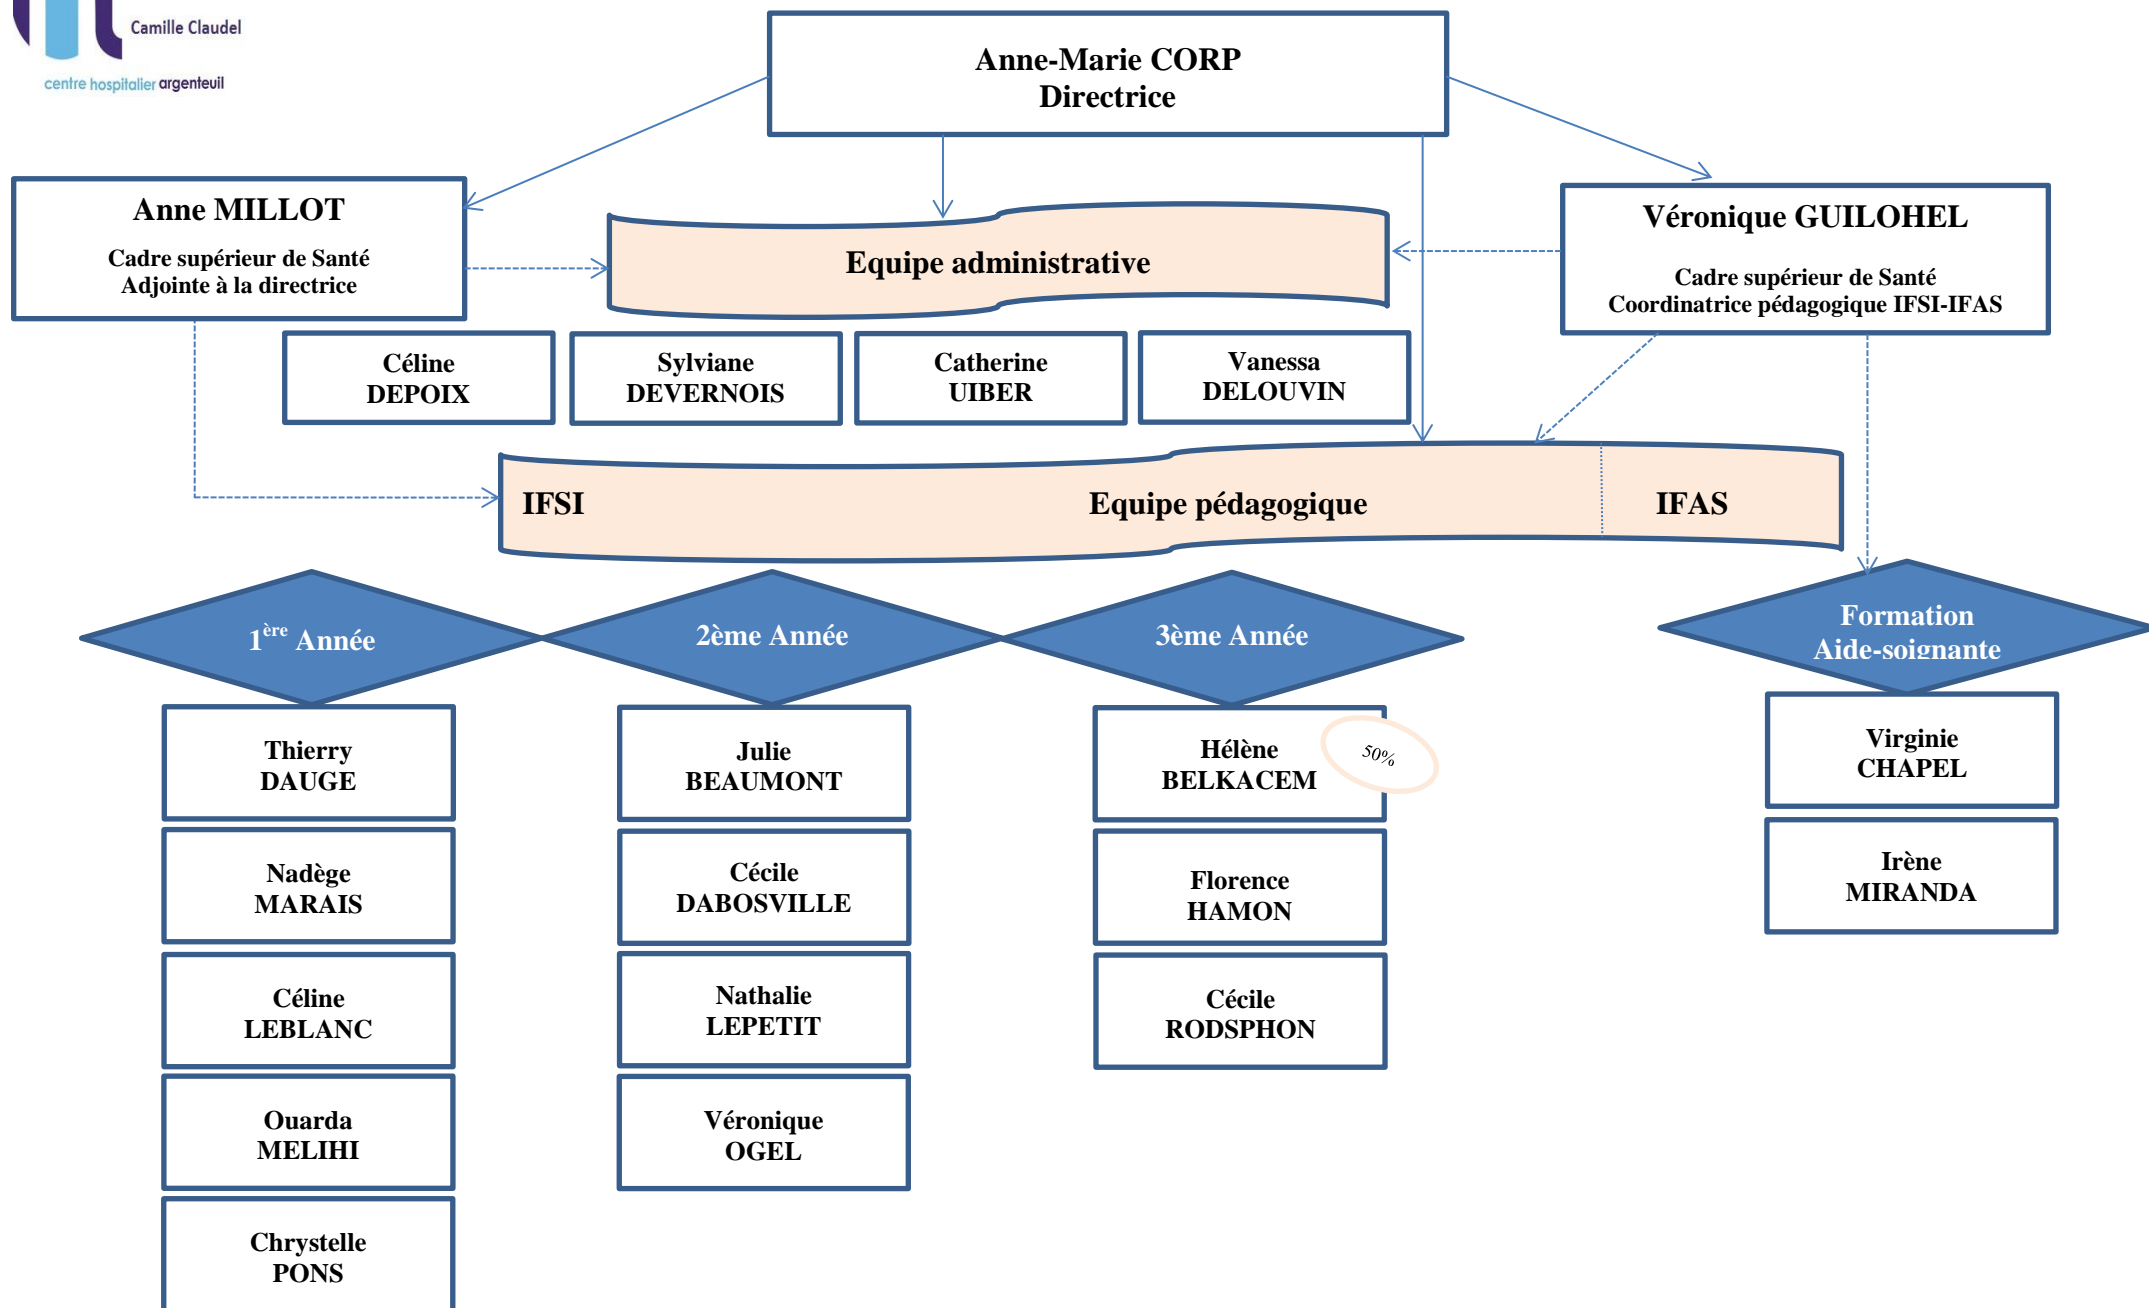 Camille Claudel
centre hospitalier argenteuil
Anne-Marie CORP
Directrice
Anne MILLOT
Cadre supérieur de Santé
Adjointe à la directrice
Equipe administrative
Véronique GUILOHEL
Cadre supérieur de Santé
Coordinatrice pédagogique IFSI-IFAS
Céline
DEPOIX
Sylviane
DEVERNOIS
Catherine
UIBER
Vanessa
DELOUVIN
IFSI
Equipe pédagogique
IFAS
1ère Année
2ème Année
3ème Année
Formation
Aide-soignante
Thierry
DAUGE
Nadège
MARAIS
Céline
LEBLANC
Ouarda
MELIHI
Chrystelle
PONS
Julie
BEAUMONT
Cécile
DABOSVILLE
Nathalie
LEPETIT
Véronique
OGEL
Hélène
BELKACEM
50%
Florence
HAMON
Cécile
RODSPHON
Virginie
CHAPEL
Irène
MIRANDA